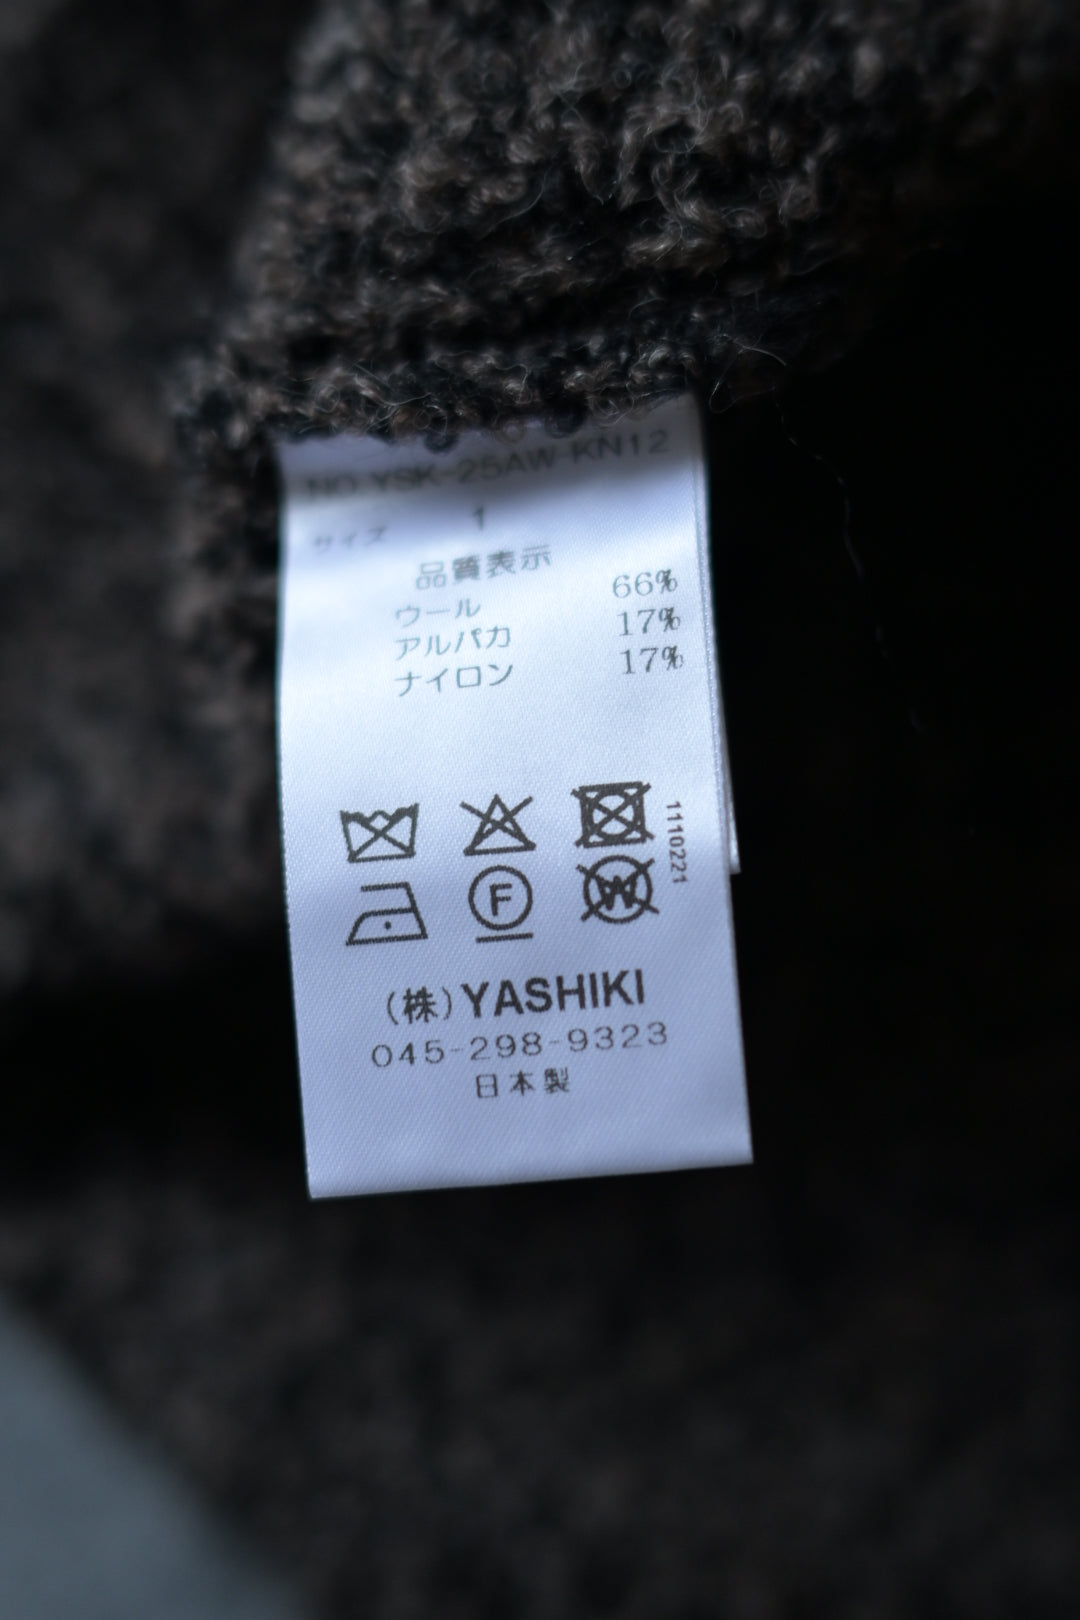 NO.YSK-25AW-KN12
サイズ 1
品質表示
ウール 66%
アルパカ 17%
ナイロン 17%
1110221
F
W
(株)YASHIKI
045-298-9323
日本製